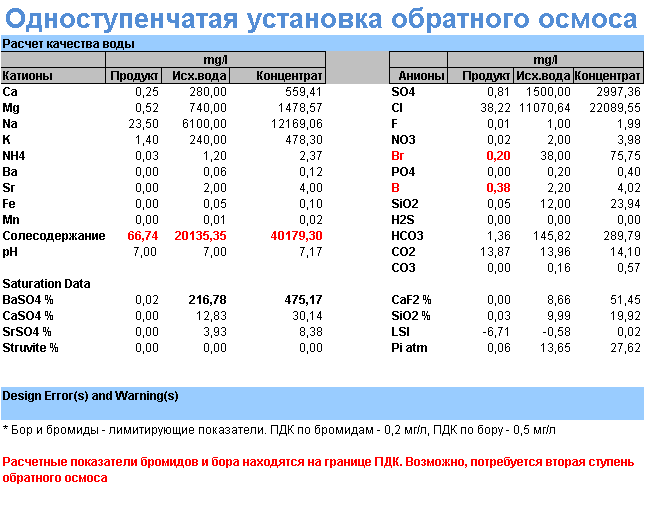 Одноступенчатая установка обратного осмоса
Расчет качества воды
mg/l mg/l
Катионы Продукт Исх.вода Концентрат Анионы Продукт Исх.вода Концентрат
Ca 0,25 280,00 559,41 SO4 0,81 1500,00 2997,36
Mg 0,52 740,00 1478,57 Cl 38,22 11070,64 22089,55
Na 23,50 6100,00 12169,06 F 0,01 1,00 1,99
K 1,40 240,00 478,30 NO3 0,02 2,00 3,98
NH4 0,03 1,20 2,37 Br 0,20 38,00 75,75
Ba 0,00 0,06 0,12 PO4 0,00 0,20 0,40
Sr 0,00 2,00 4,00 B 0,38 2,20 4,02
Fe 0,00 0,05 0,10 SiO2 0,05 12,00 23,94
Mn 0,00 0,01 0,02 H2S 0,00 0,00 0,00
Солесодержание 66,74 20135,35 40179,30 HCO3 1,36 145,82 289,79
pH 7,00 7,00 7,17 CO2 13,87 13,96 14,10
CO3 0,00 0,16 0,57
Saturation Data
BaSO4 % 0,02 216,78 475,17 CaF2 % 0,00 8,66 51,45
CaSO4 % 0,00 12,83 30,14 SiO2 % 0,03 9,99 19,92
SrSO4 % 0,00 3,93 8,38 LSI -6,71 -0,58 0,02
Struvite % 0,00 0,00 0,00 Pi atm 0,06 13,65 27,62
Design Error(s) and Warning(s)
* Бор и бромиды - лимитирующие показатели. ПДК по бромидам - 0,2 мг/л, ПДК по бору - 0,5 мг/л
Расчетные показатели бромидов и бора находятся на границе ПДК. Возможно, потребуется вторая ступень
обратного осмоса